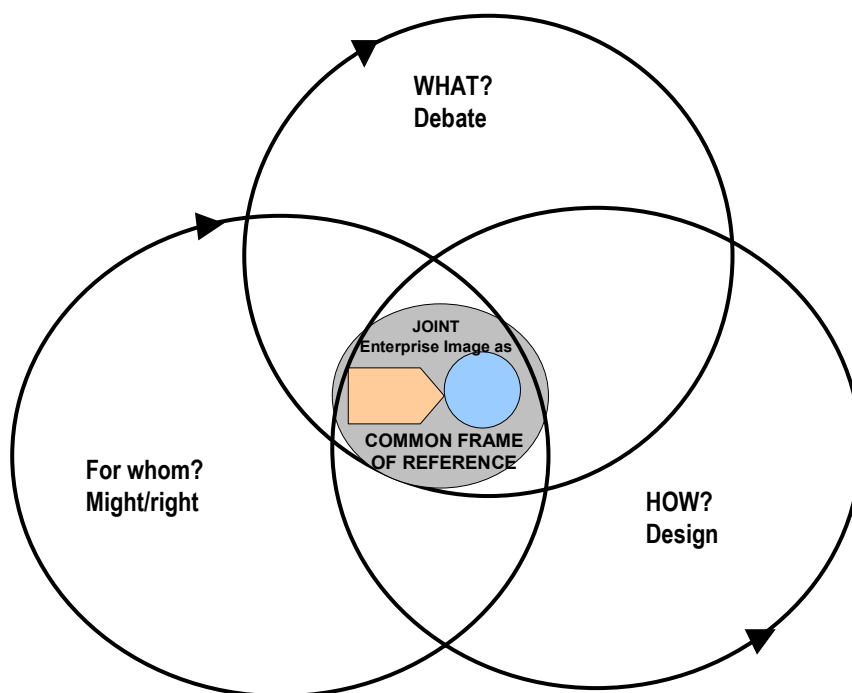 WHAT?
Debate
JOINT
Enterprise Image as
COMMON FRAME
OF REFERENCE
For whom?
Might/right
HOW?
Design